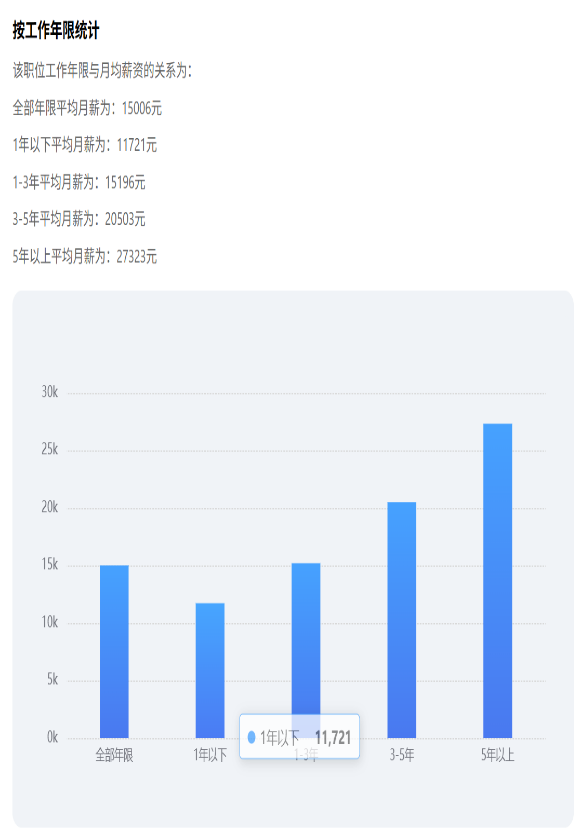 按工作年限统计
该职位工作年限与月均薪资的关系为：
全部年限平均月薪为：15006元
1年以下平均月薪为：11721元
1-3年平均月薪为：15196元
3-5年平均月薪为：20503元
5年以上平均月薪为：27323元
30k
25k
20k
15k
10k
5k
0k
1年以下 11,721
全部年限 1年以下 1-3年 3-5年 5年以上